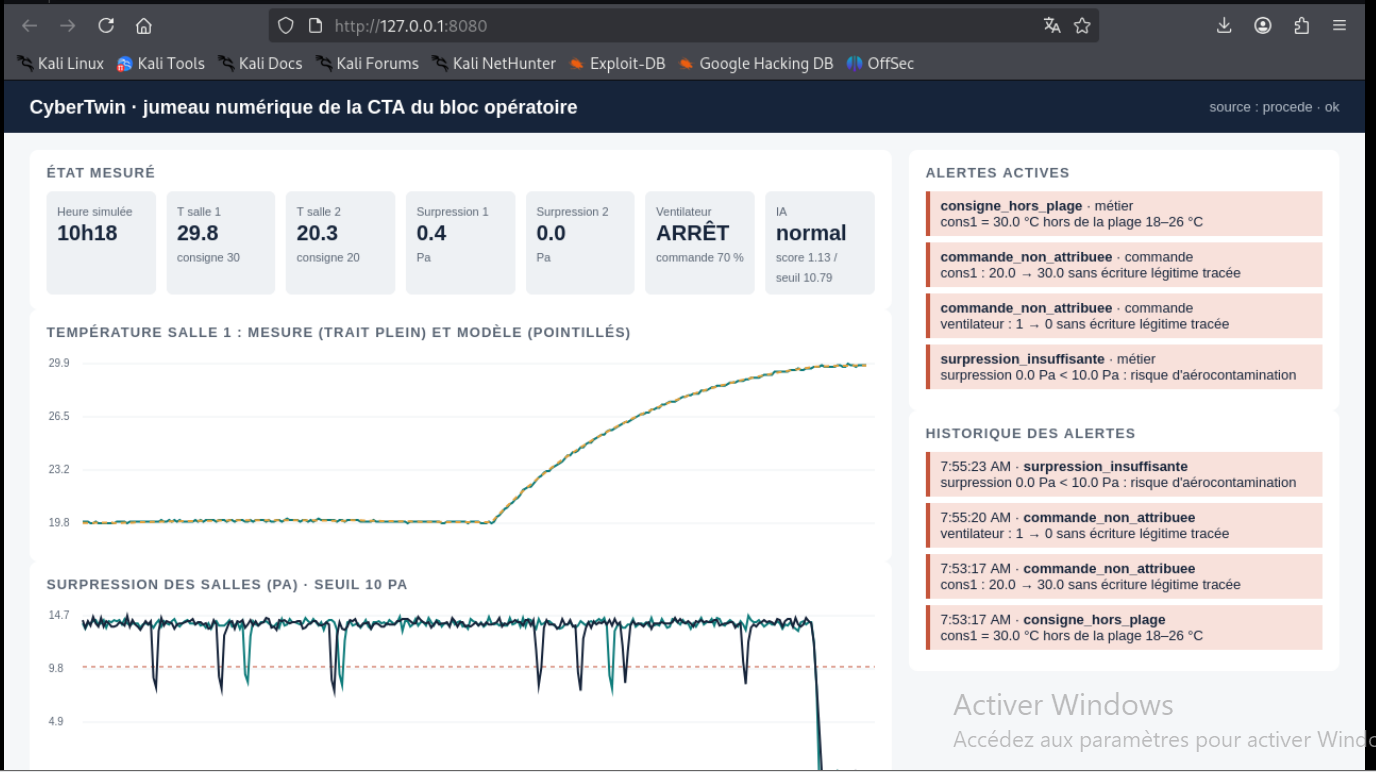 http://127.0.0.1:8080
Kali Linux Kali Tools Kali Docs Kali Forums Kali NetHunter Exploit-DB Google Hacking DB OffSec
CyberTwin · jumeau numérique de la CTA du bloc opératoire
source : procede · ok
ÉTAT MESURÉ
Heure simulée
10h18
T salle 1
29.8
consigne 30
T salle 2
20.3
consigne 20
Surpression 1
0.4
Pa
Surpression 2
0.0
Pa
Ventilateur
ARRÊT
commande 70 %
IA
normal
score 1.13 /
seuil 10.79
TEMPÉRATURE SALLE 1 : MESURE (TRAIT PLEIN) ET MODÈLE (POINTILLÉS)
29.9
26.5
23.2
19.8
SURPRESSION DES SALLES (PA) · SEUIL 10 PA
14.7
9.8
4.9
ALERTES ACTIVES
consigne_hors_plage · métier
cons1 = 30.0 °C hors de la plage 18–26 °C
commande_non_attribuee · commande
cons1 : 20.0 → 30.0 sans écriture légitime tracée
commande_non_attribuee · commande
ventilateur : 1 → 0 sans écriture légitime tracée
surpression_insuffisante · métier
surpression 0.0 Pa < 10.0 Pa : risque d'aérocontamination
HISTORIQUE DES ALERTES
7:55:23 AM · surpression_insuffisante
surpression 0.0 Pa < 10.0 Pa : risque d'aérocontamination
7:55:20 AM · commande_non_attribuee
ventilateur : 1 → 0 sans écriture légitime tracée
7:53:17 AM · commande_non_attribuee
cons1 : 20.0 → 30.0 sans écriture légitime tracée
7:53:17 AM · consigne_hors_plage
cons1 = 30.0 °C hors de la plage 18–26 °C
Activer Windows
Accédez aux paramètres pour activer Windo